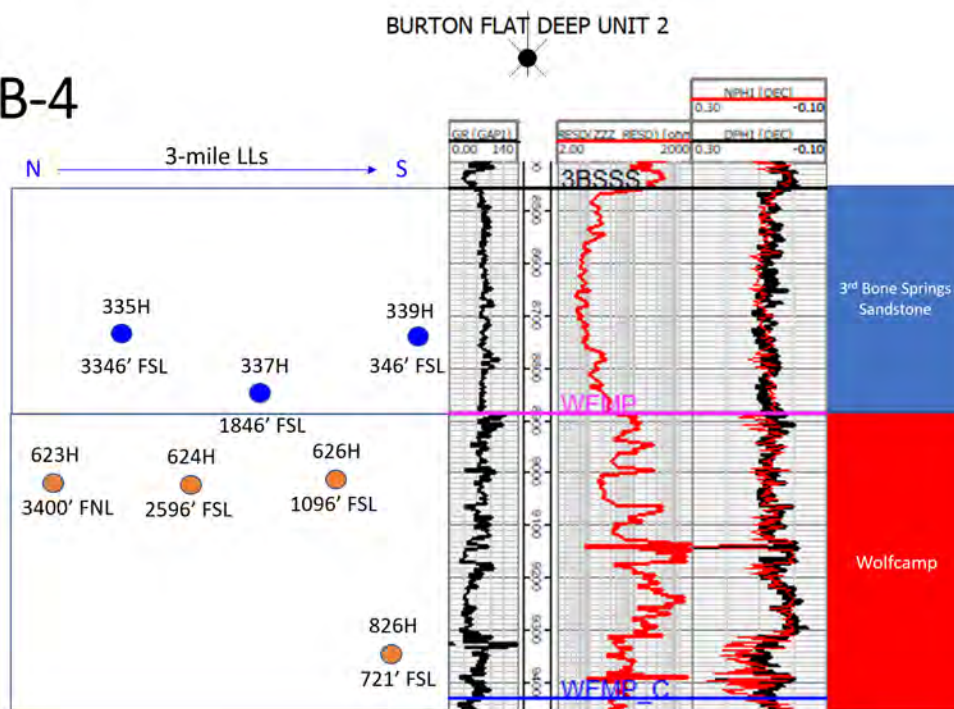 BURTON FLAT DEEP UNIT 2
B-4
NPHI (DEC)
0.30 -0.10
GR (GAPI)
RESD(ZZZ_RESD) (ohm
DPHI (DEC)
0.00 140
2.00 2000
0.30 -0.10
N 3-mile LLs S
3BSSS
335H
3346' FSL
339H
346' FSL
337H
1846' FSL
3rd Bone Springs
Sandstone
WFMP
623H
3400' FNL
624H
2596' FSL
626H
1096' FSL
Wolfcamp
826H
721' FSL
WFMP_C